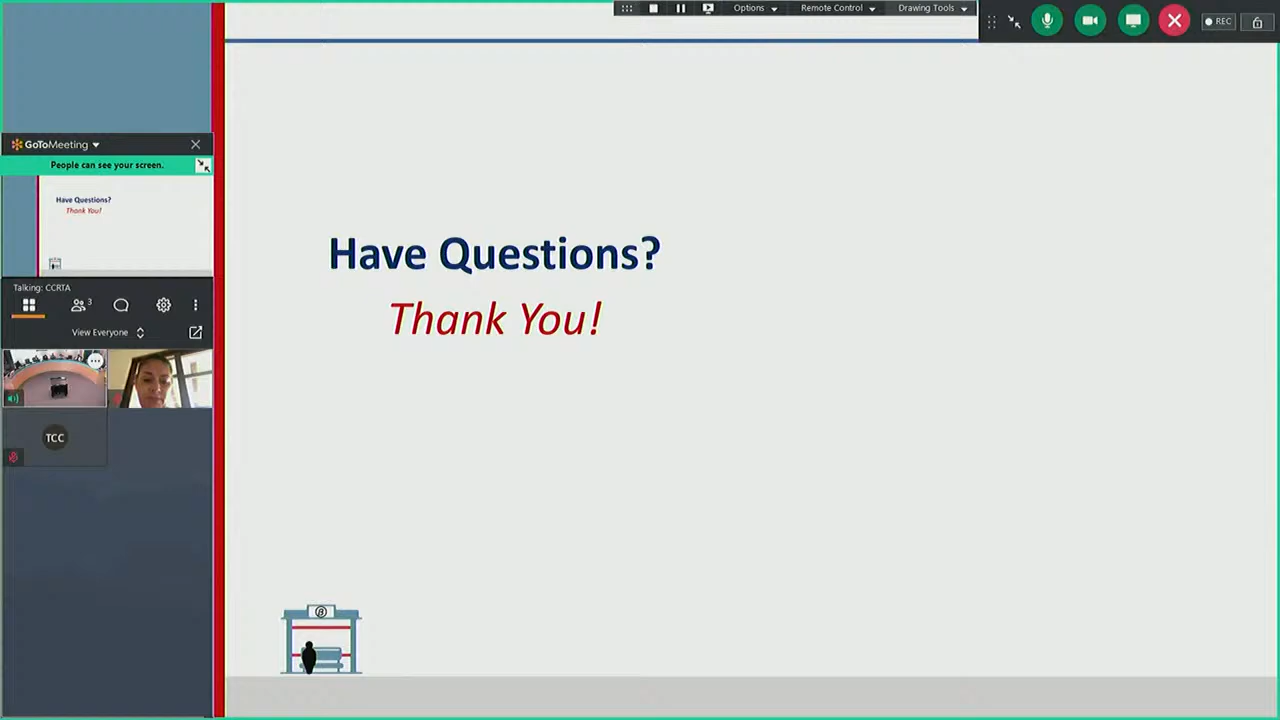 Options
Remote Control
Drawing Tools
REC
GoToMeeting
People can see your screen.
Have Questions?
Thank You!
Talking: CCRTA
3
View Everyone
TCC
Have Questions?
Thank You!